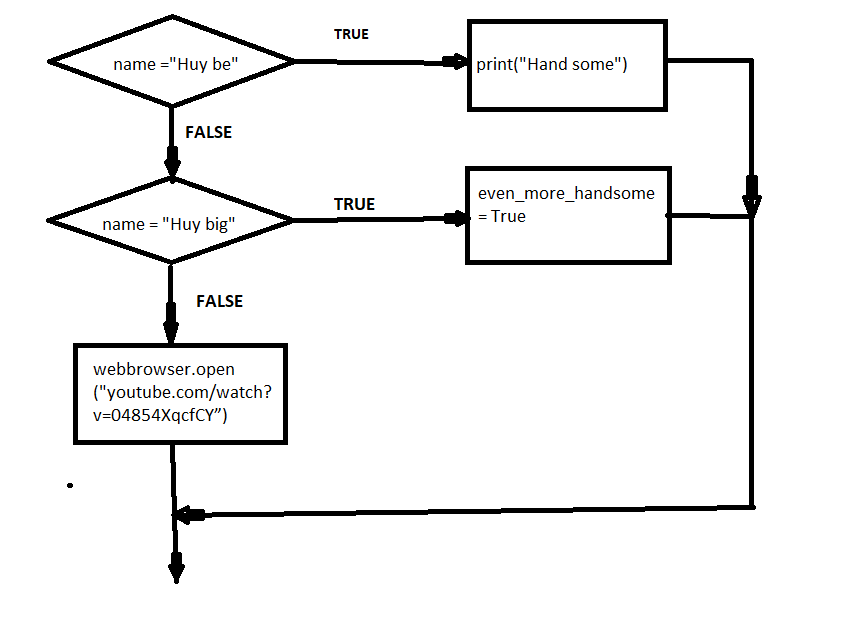 TRUE
name ="Huy be"
print("Hand some")
FALSE
TRUE
even_more_handsome
= True
name = "Huy big"
FALSE
webbrowser.open
("youtube.com/watch?
v=04854XqcfCY”)